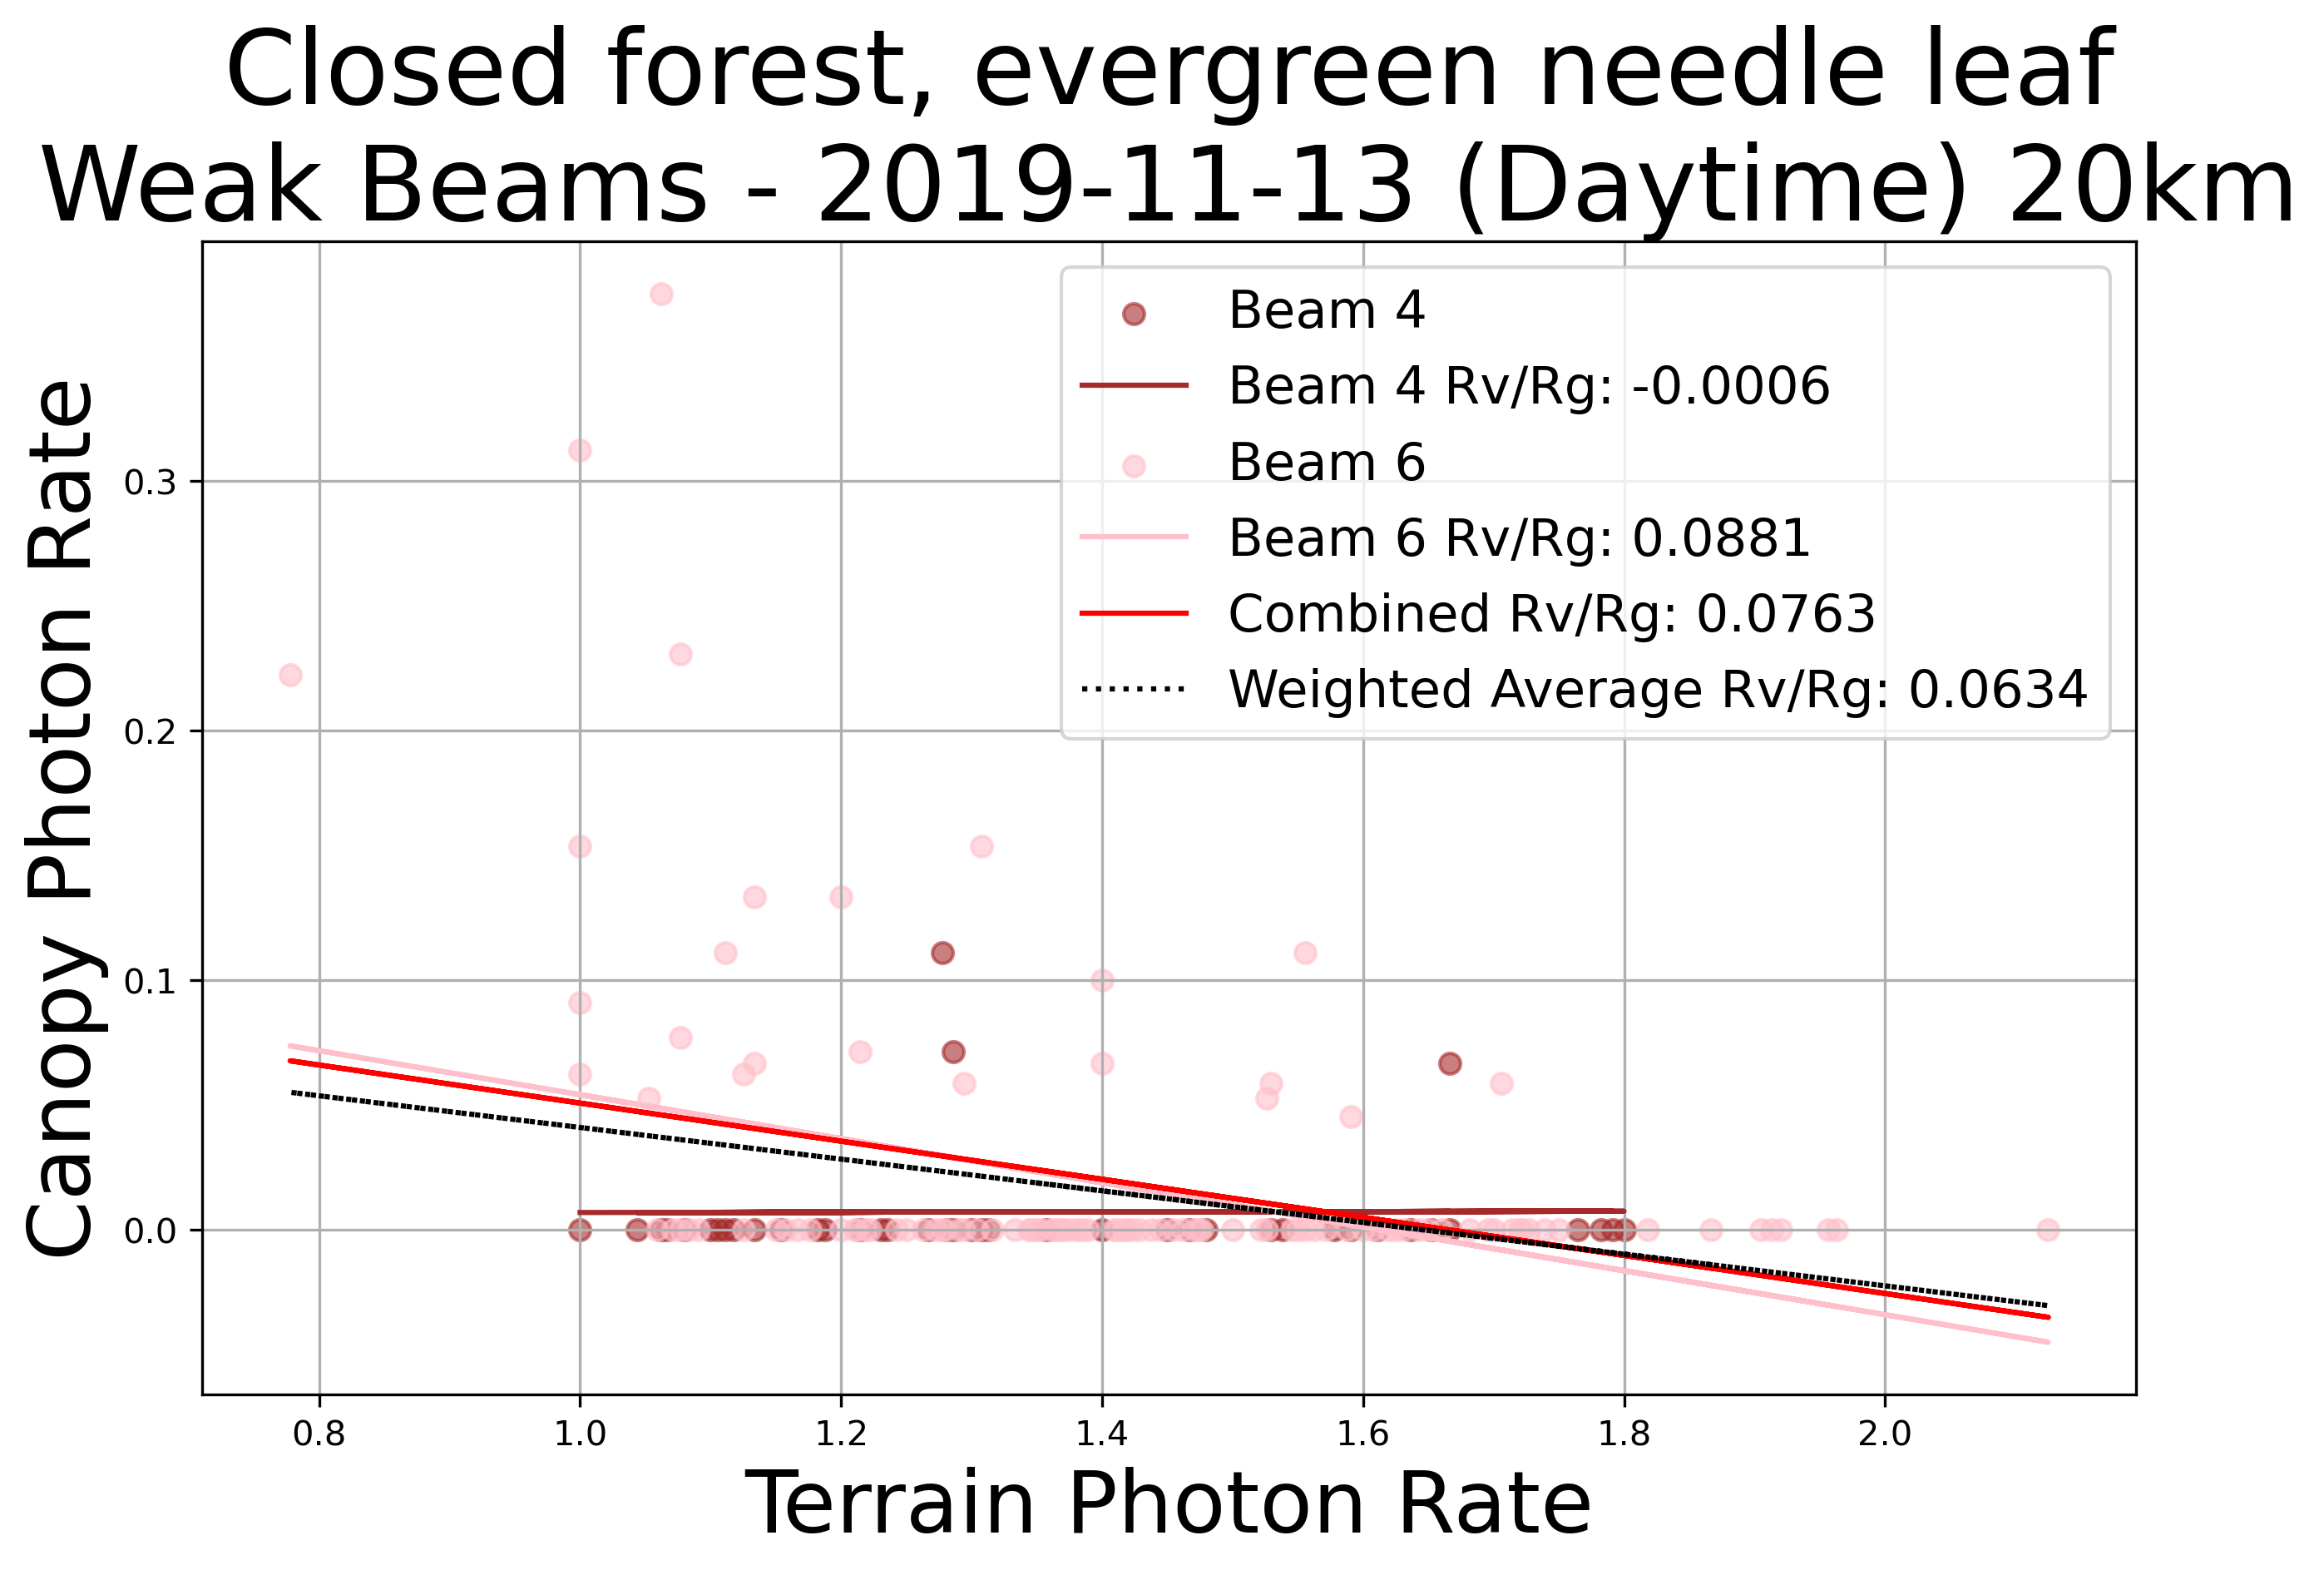 Closed forest, evergreen needle leaf
Weak Beams - 2019-11-13 (Daytime) 20km
Beam 4
Beam 4 Rv/Rg: -0.0006
Beam 6
Beam 6 Rv/Rg: 0.0881
Combined Rv/Rg: 0.0763
Weighted Average Rv/Rg: 0.0634
Canopy Photon Rate
0.3
0.2
0.1
0.0
0.8 1.0 1.2 1.4 1.6 1.8 2.0
Terrain Photon Rate